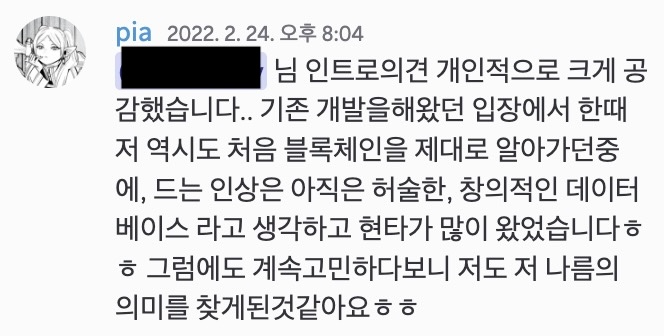 pia 2022. 2. 24. 오후 8:04
님 인트로의견 개인적으로 크게 공
감했습니다.. 기존 개발을해왔던 입장에서 한때
저 역시도 처음 블록체인을 제대로 알아가던중
에, 드는 인상은 아직은 허술한, 창의적인 데이터
베이스 라고 생각하고 현타가 많이 왔었습니다ㅎ
ㅎ 그럼에도 계속고민하다보니 저도 저 나름의
의미를 찾게된것같아요ㅎㅎ